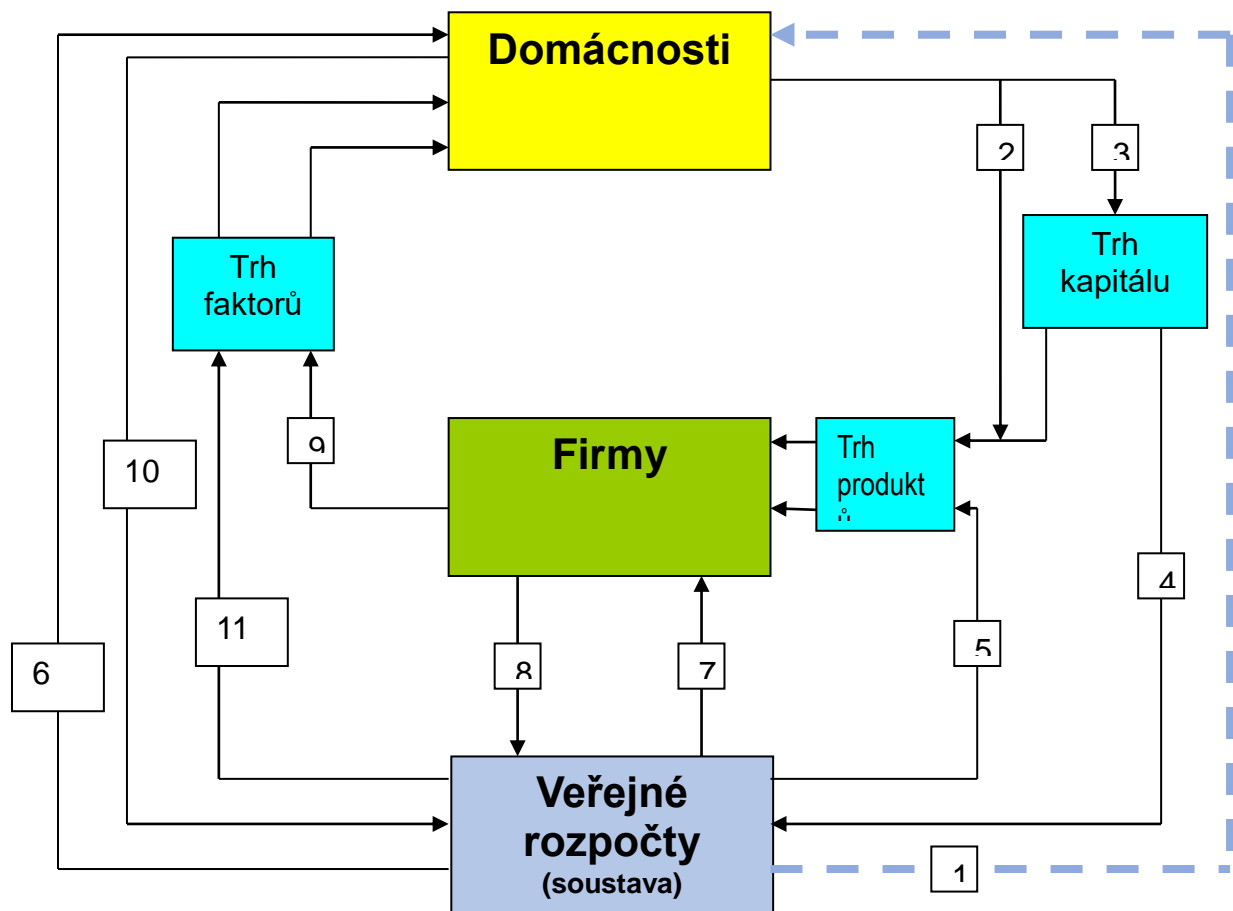 Domácnosti
2
3
Trh
kapitálu
Trh
faktorů
9
Firmy
Trh
produkt
ů
10
4
11
5
6
8
7
Veřejné
rozpočty
(soustava)
1